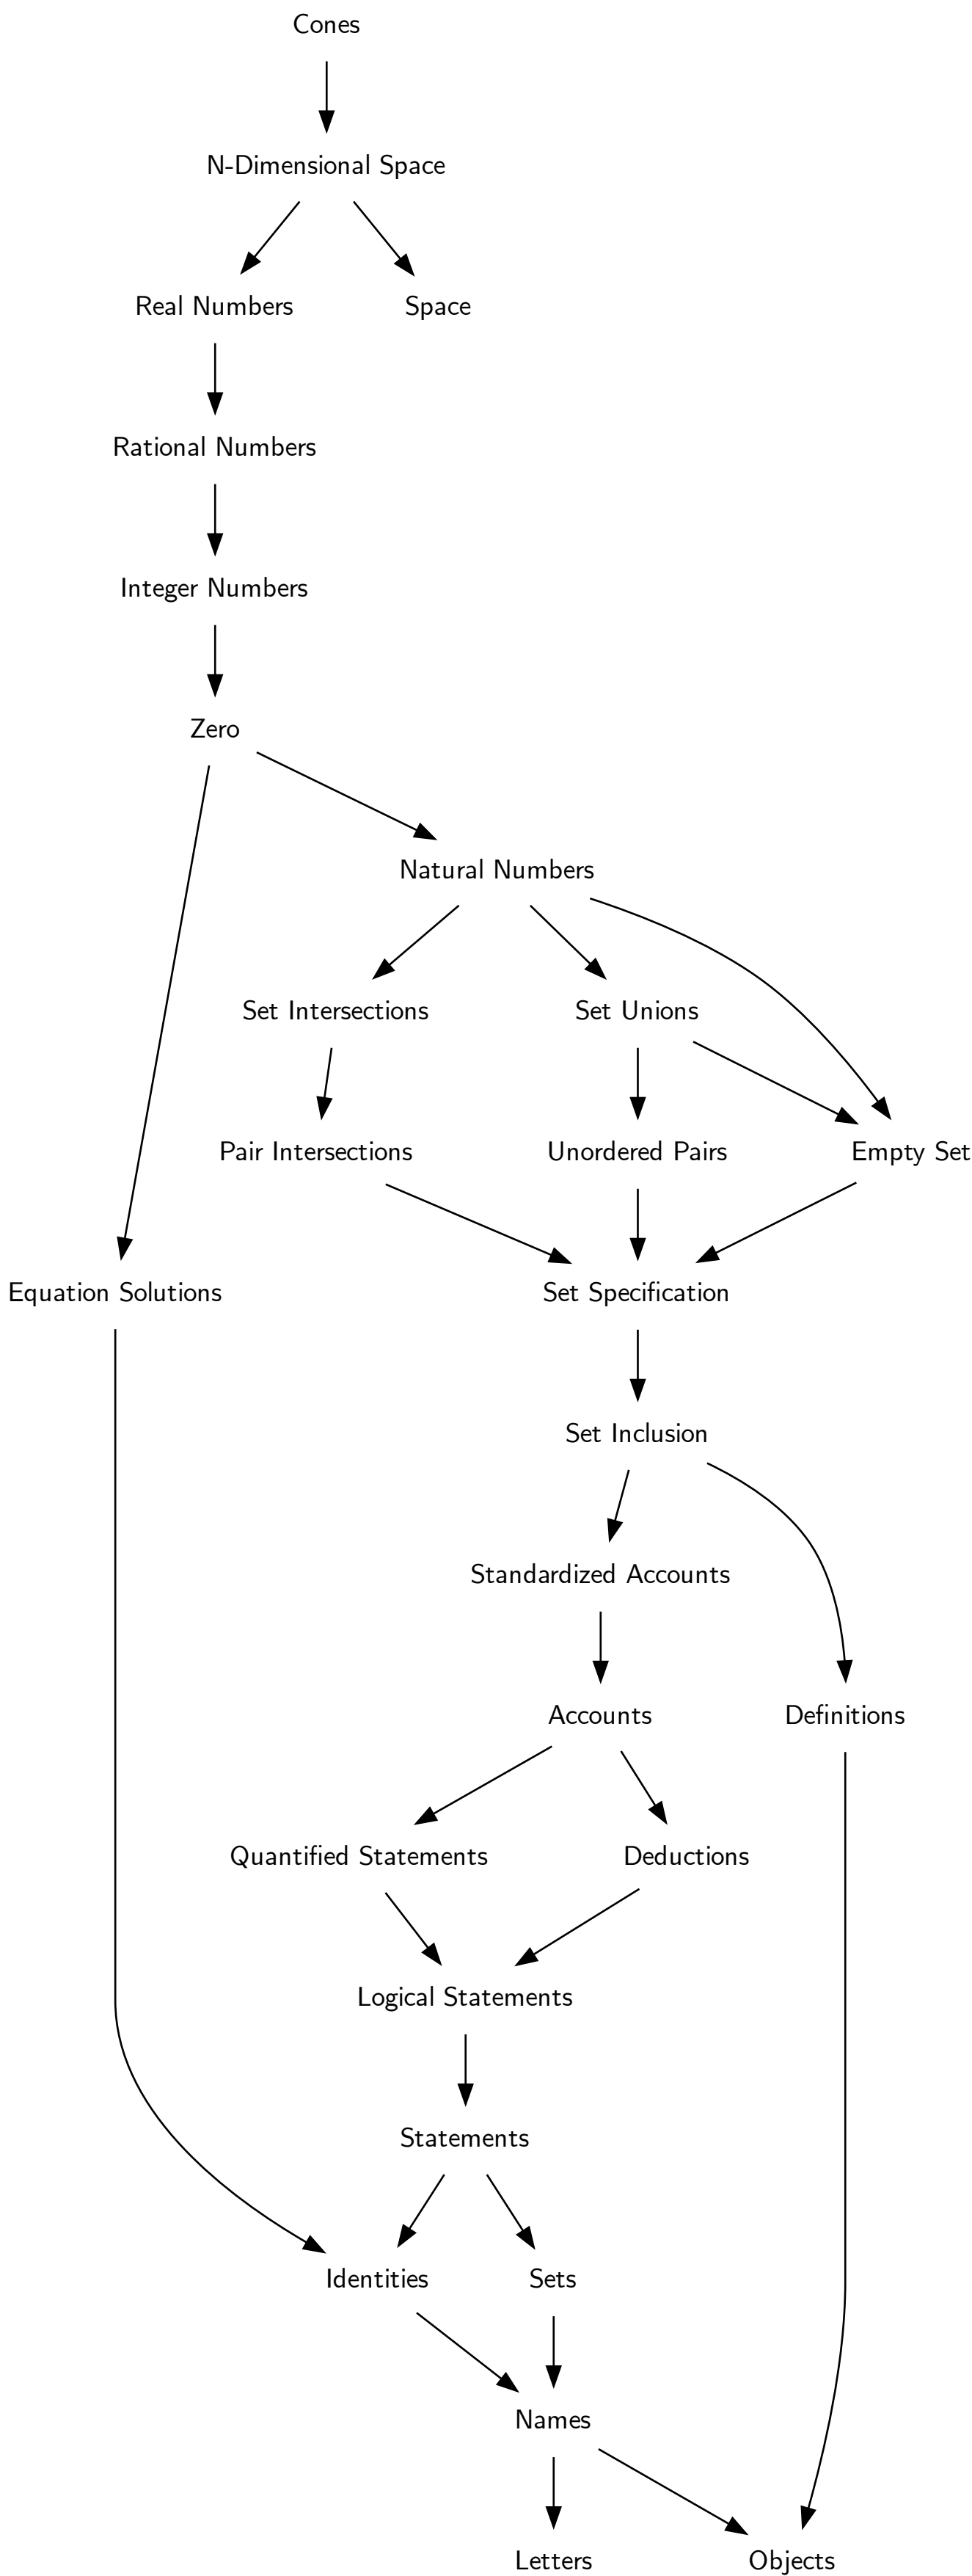 Cones
N-Dimensional Space
Real Numbers
Space
Rational Numbers
Integer Numbers
Zero
Natural Numbers
Set Intersections
Set Unions
Pair Intersections
Unordered Pairs
Empty Set
Equation Solutions
Set Specification
Set Inclusion
Standardized Accounts
Accounts
Definitions
Quantified Statements
Deductions
Logical Statements
Statements
Identities
Sets
Names
Letters
Objects